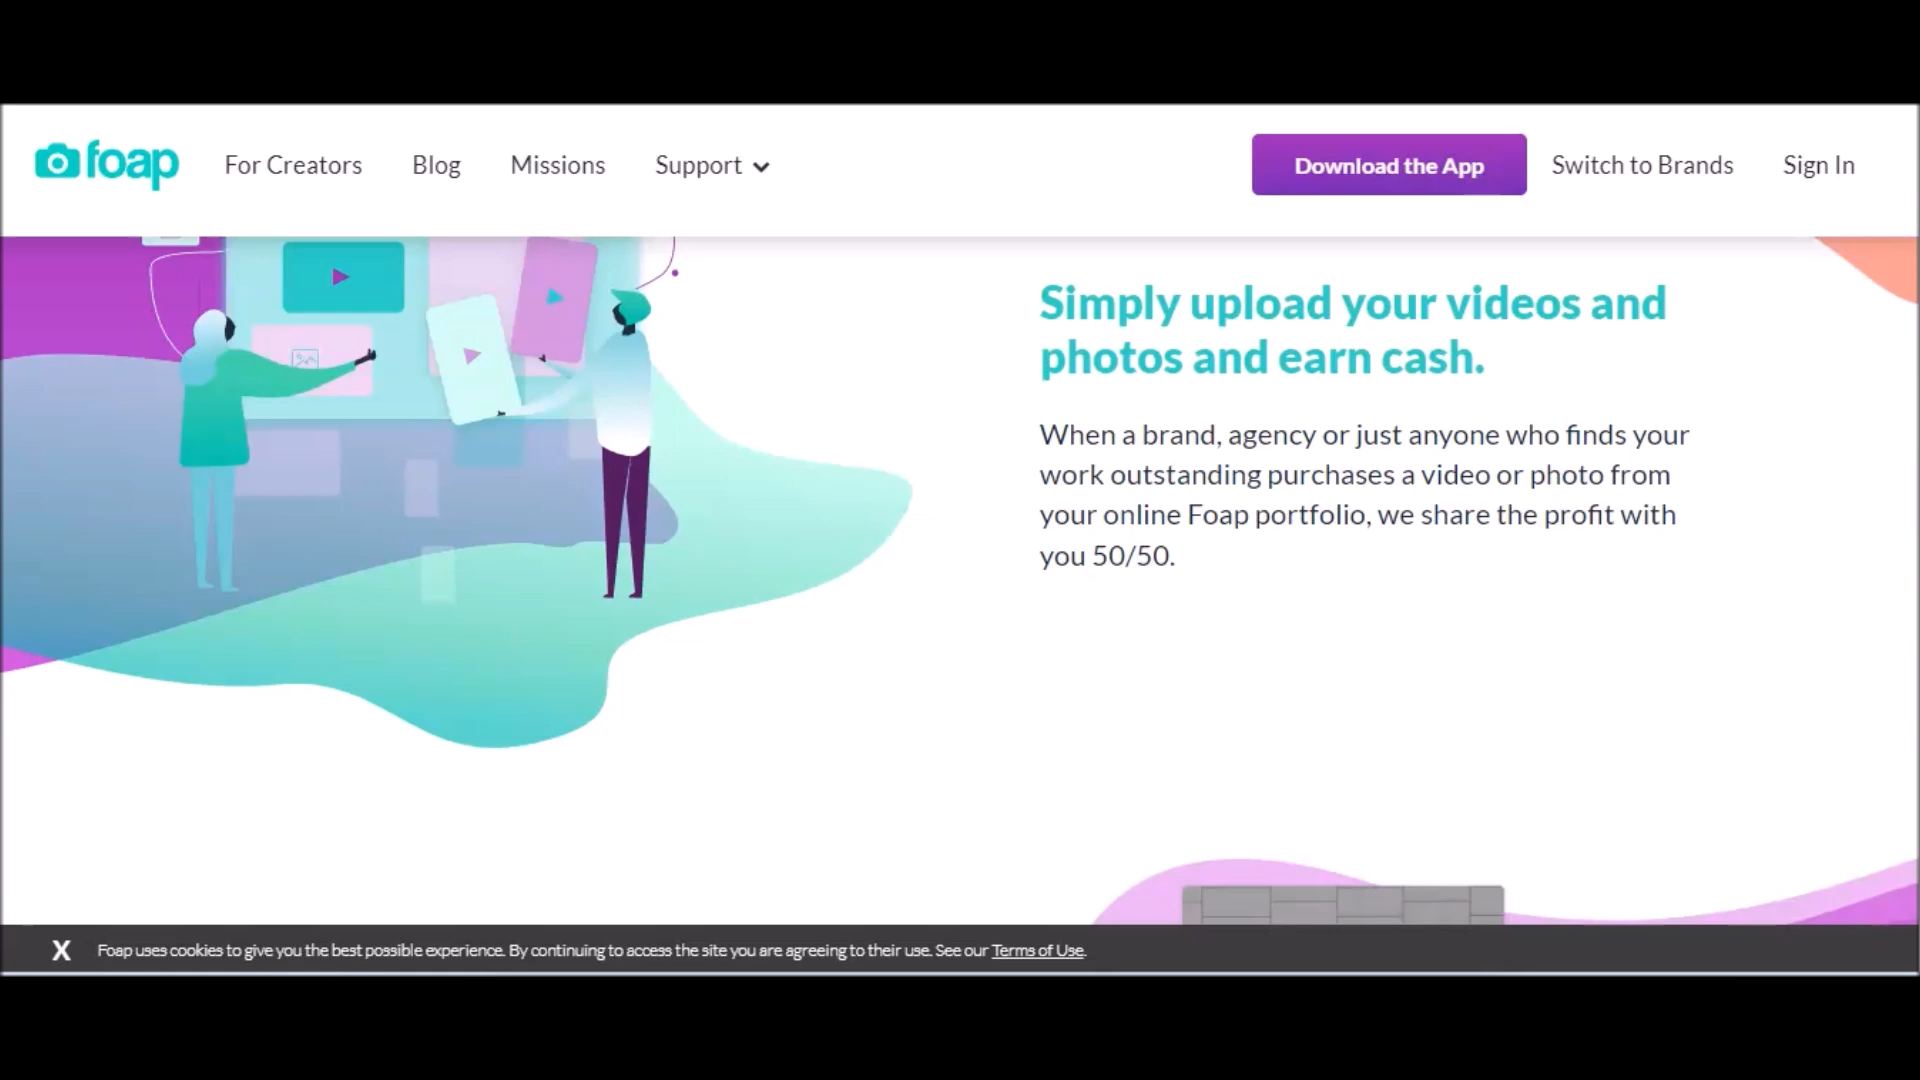 foap For Creators Blog Missions Support Download the App Switch to Brands Sign In
Simply upload your videos and
photos and earn cash.
When a brand, agency or just anyone who finds your
work outstanding purchases a video or photo from
your online Foap portfolio, we share the profit with
you 50/50.
X Foap uses cookies to give you the best possible experience. By continuing to access the site you are agreeing to their use. See our Terms of Use.